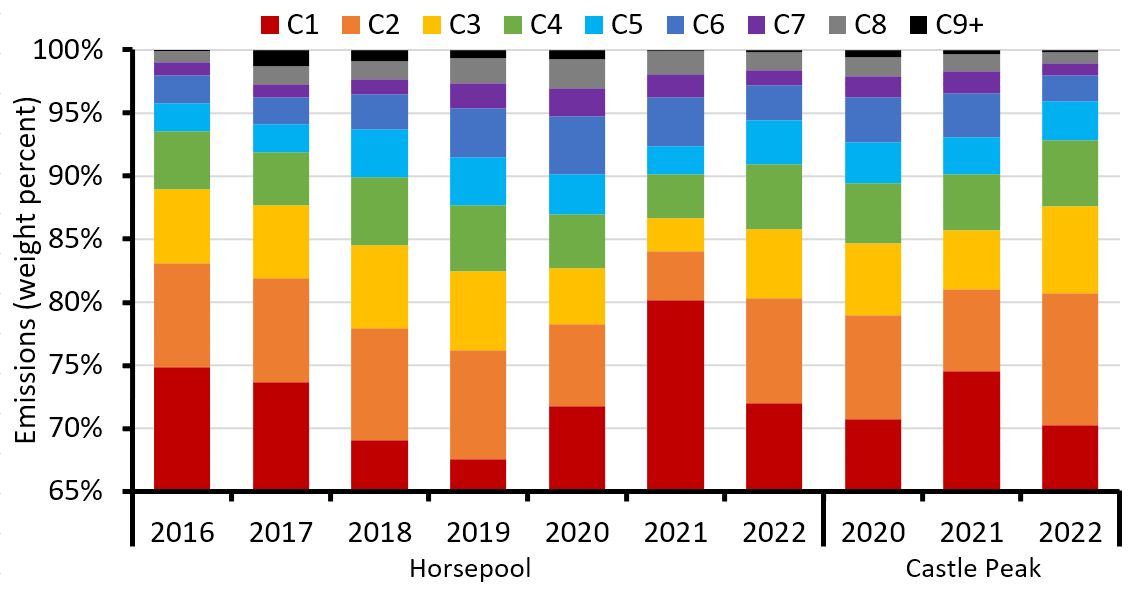 C1 C2 C3 C4 C5 C6 C7 C8 C9+
Emissions (weight percent)
100%
95%
90%
85%
80%
75%
70%
65%
2016 2017 2018 2019 2020 2021 2022 2020 2021 2022
Horsepool Castle Peak